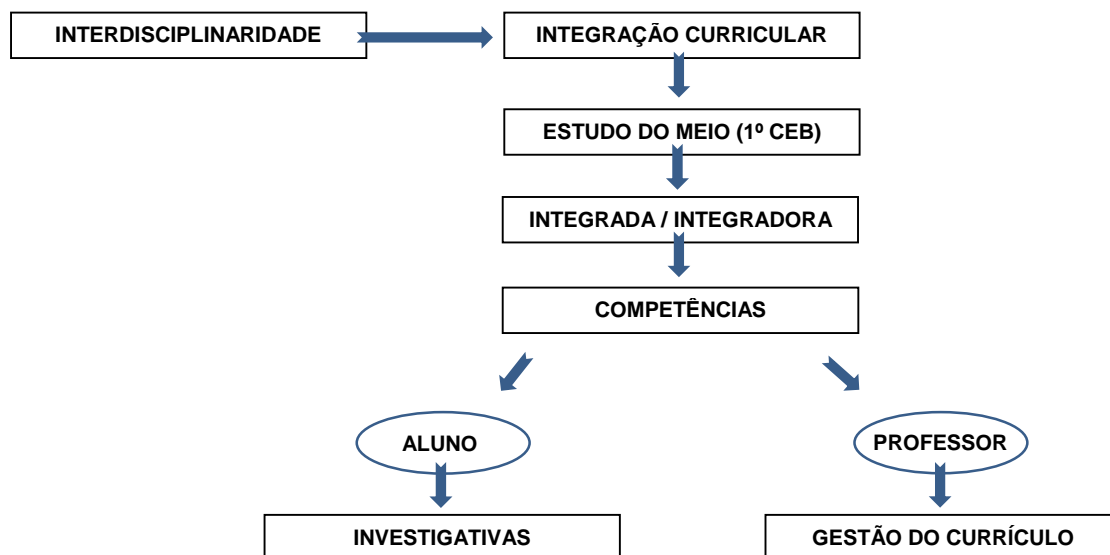 INTERDISCIPLINARIDADE
INTEGRAÇÃO CURRICULAR
ESTUDO DO MEIO (1º CEB)
INTEGRADA / INTEGRADORA
COMPETÊNCIAS
ALUNO
PROFESSOR
INVESTIGATIVAS
GESTÃO DO CURRÍCULO